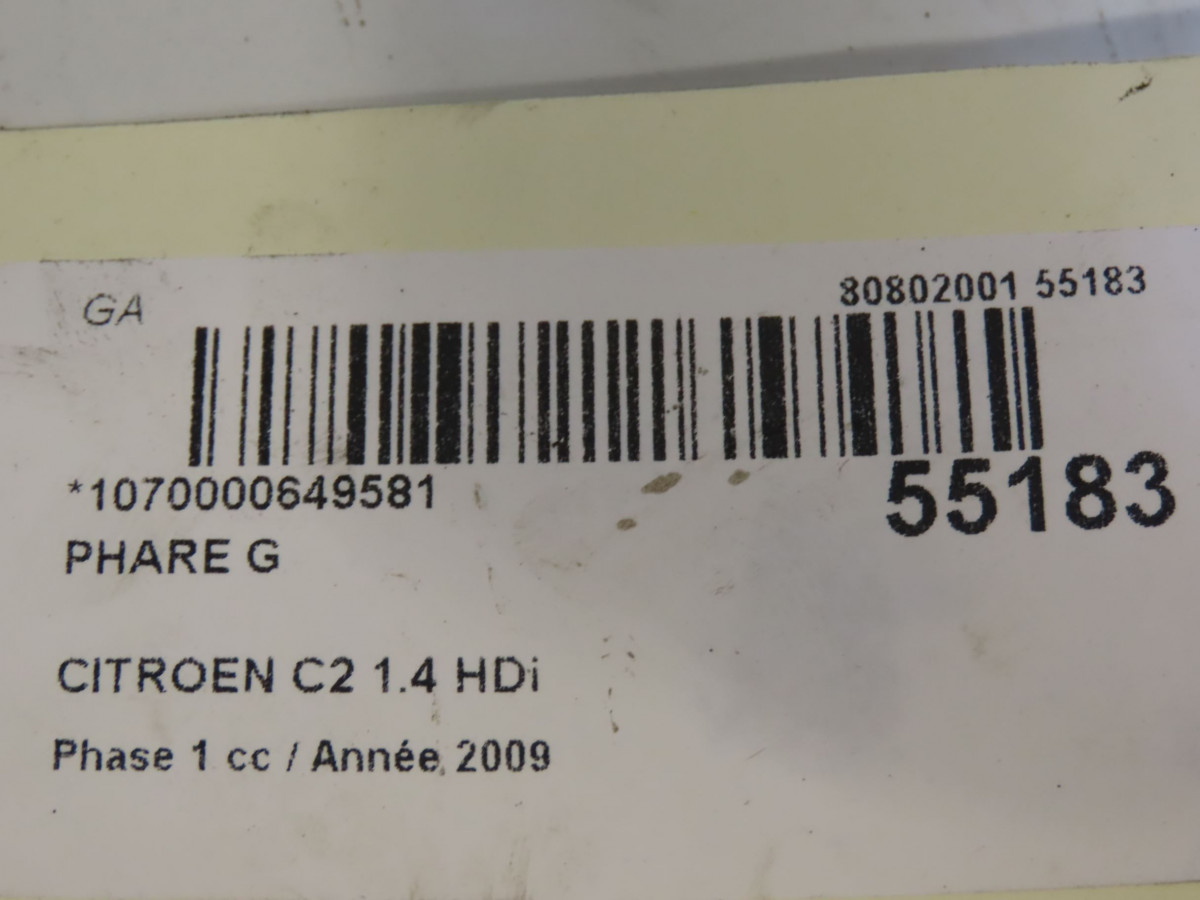 GA
80802001 55183
*1070000649581
55183
PHARE G
CITROEN C2 1.4 HDi
Phase 1 cc / Année 2009